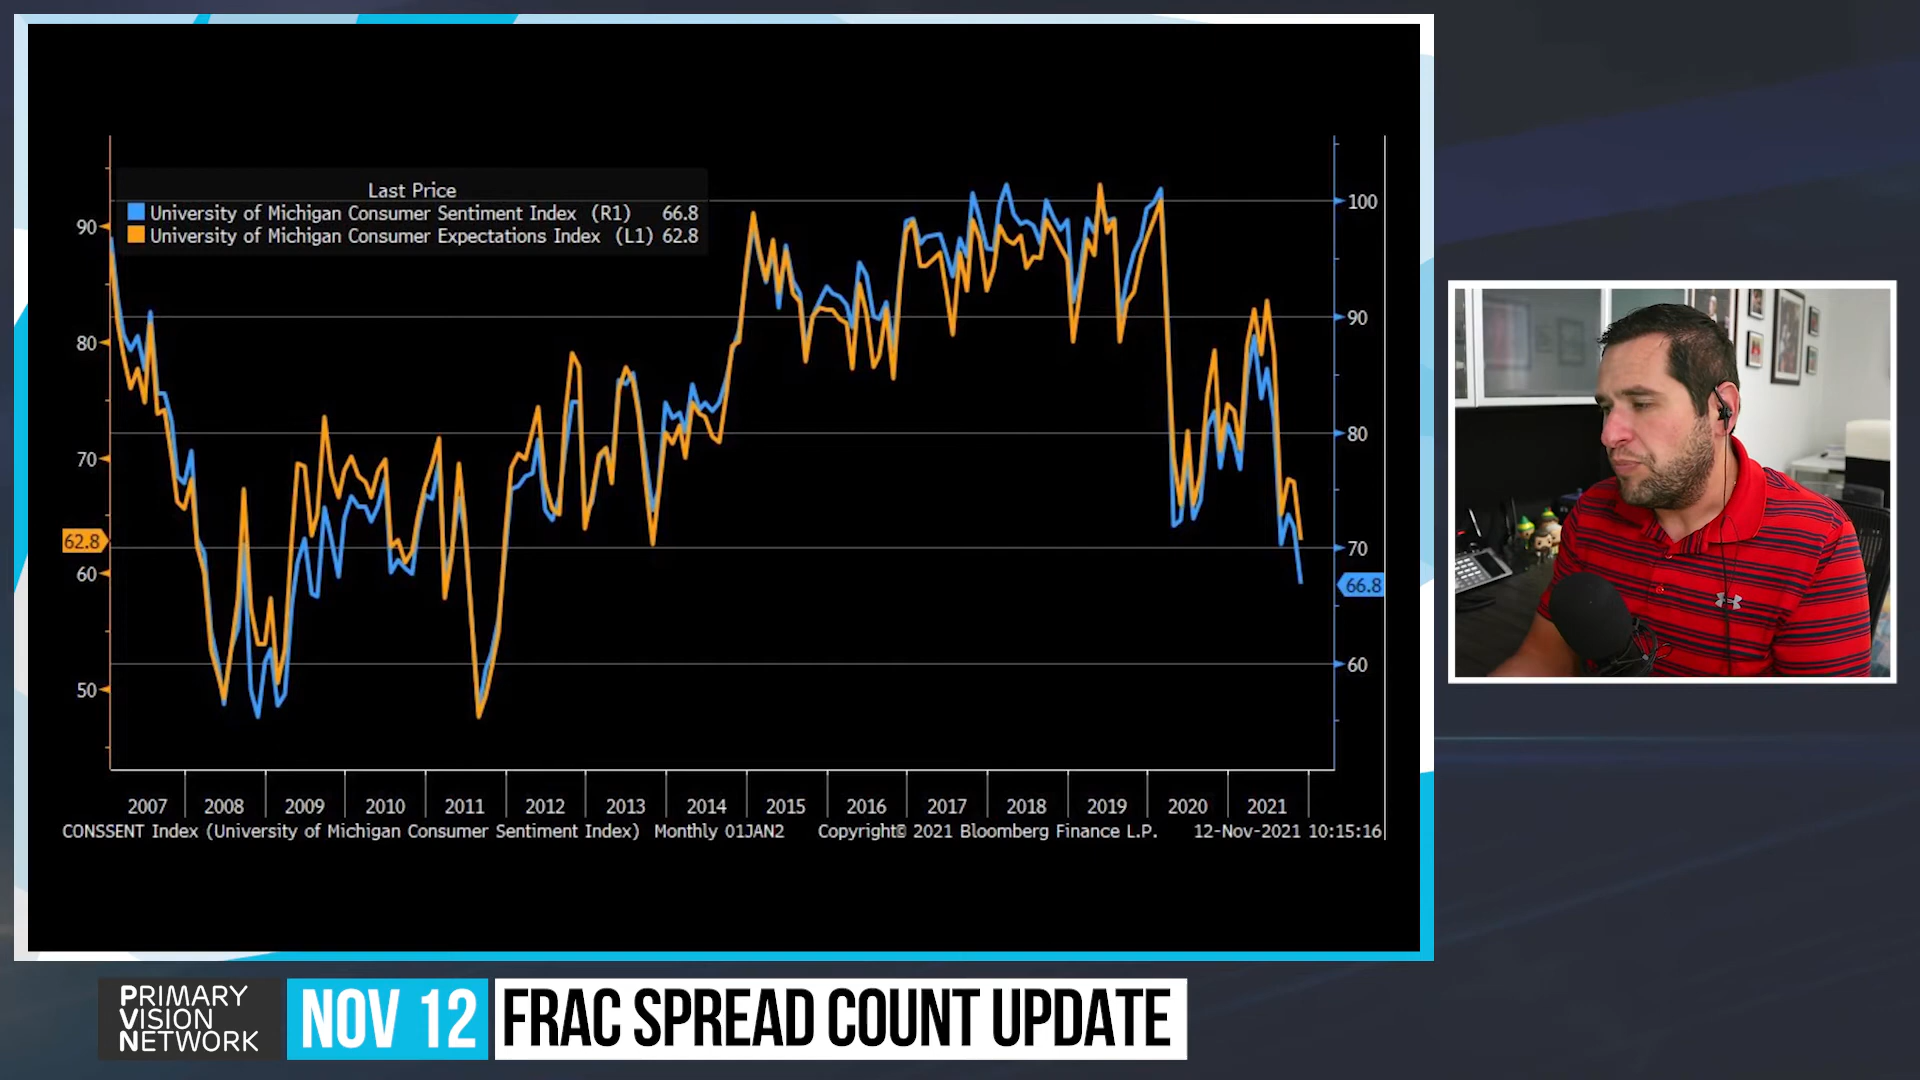 Last Price
University of Michigan Consumer Sentiment Index (R1) 66.8
University of Michigan Consumer Expectations Index (L1) 62.8
90
80
70
62.8
60
50
100
90
80
70
66.8
60
2007 2008 2009 2010 2011 2012 2013 2014 2015 2016 2017 2018 2019 2020 2021
CONSSENT Index (University of Michigan Consumer Sentiment Index) Monthly 01JAN2 Copyright© 2021 Bloomberg Finance L.P. 12-Nov-2021 10:15:16
PRIMARY
VISION
NETWORK
NOV 12
FRAC SPREAD COUNT UPDATE